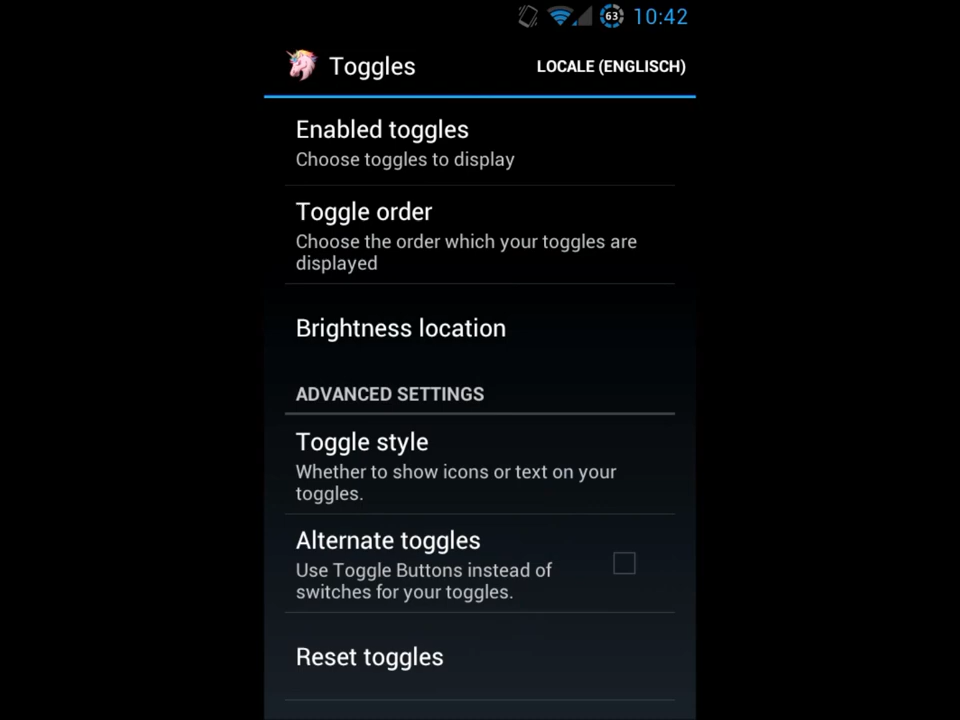 63 10:42
Toggles LOCALE (ENGLISCH)
Enabled toggles
Choose toggles to display
Toggle order
Choose the order which your toggles are
displayed
Brightness location
ADVANCED SETTINGS
Toggle style
Whether to show icons or text on your
toggles.
Alternate toggles
Use Toggle Buttons instead of
switches for your toggles.
Reset toggles